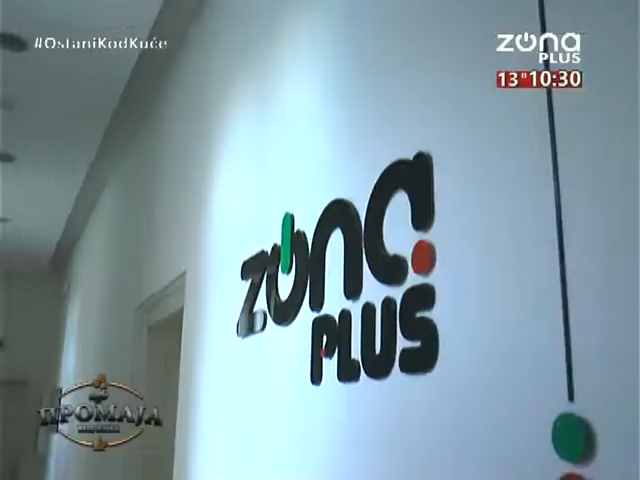 #OstaniKodKuće
zona
PLUS
13°10:30
zona
PLUS
ПРОМАЈА